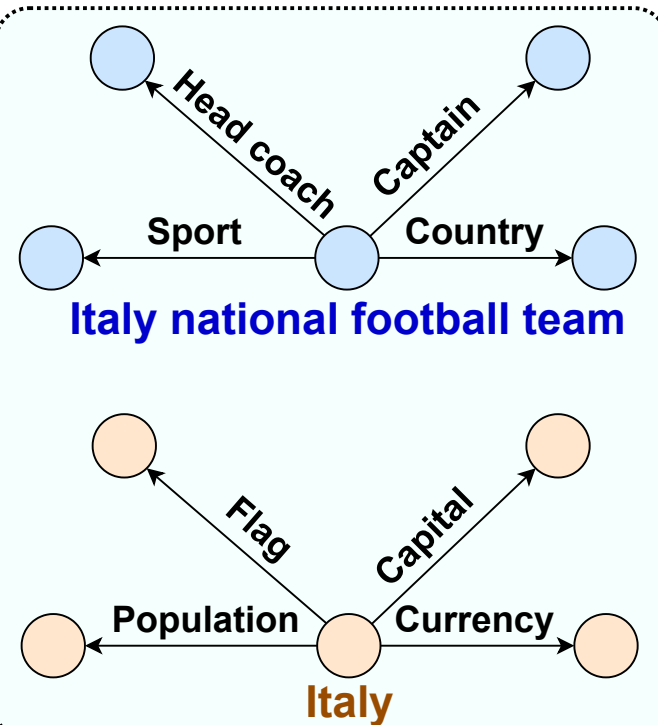 Head coach
Captain
Sport
Country
Italy national football team
Flag
Capital
Population
Currency
Italy